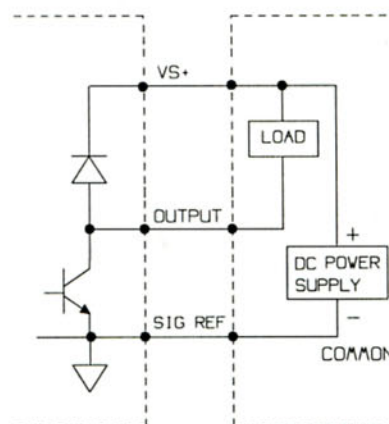 VS+
LOAD
OUTPUT
+
DC POWER
SUPPLY
SIG REF
−
COMMON